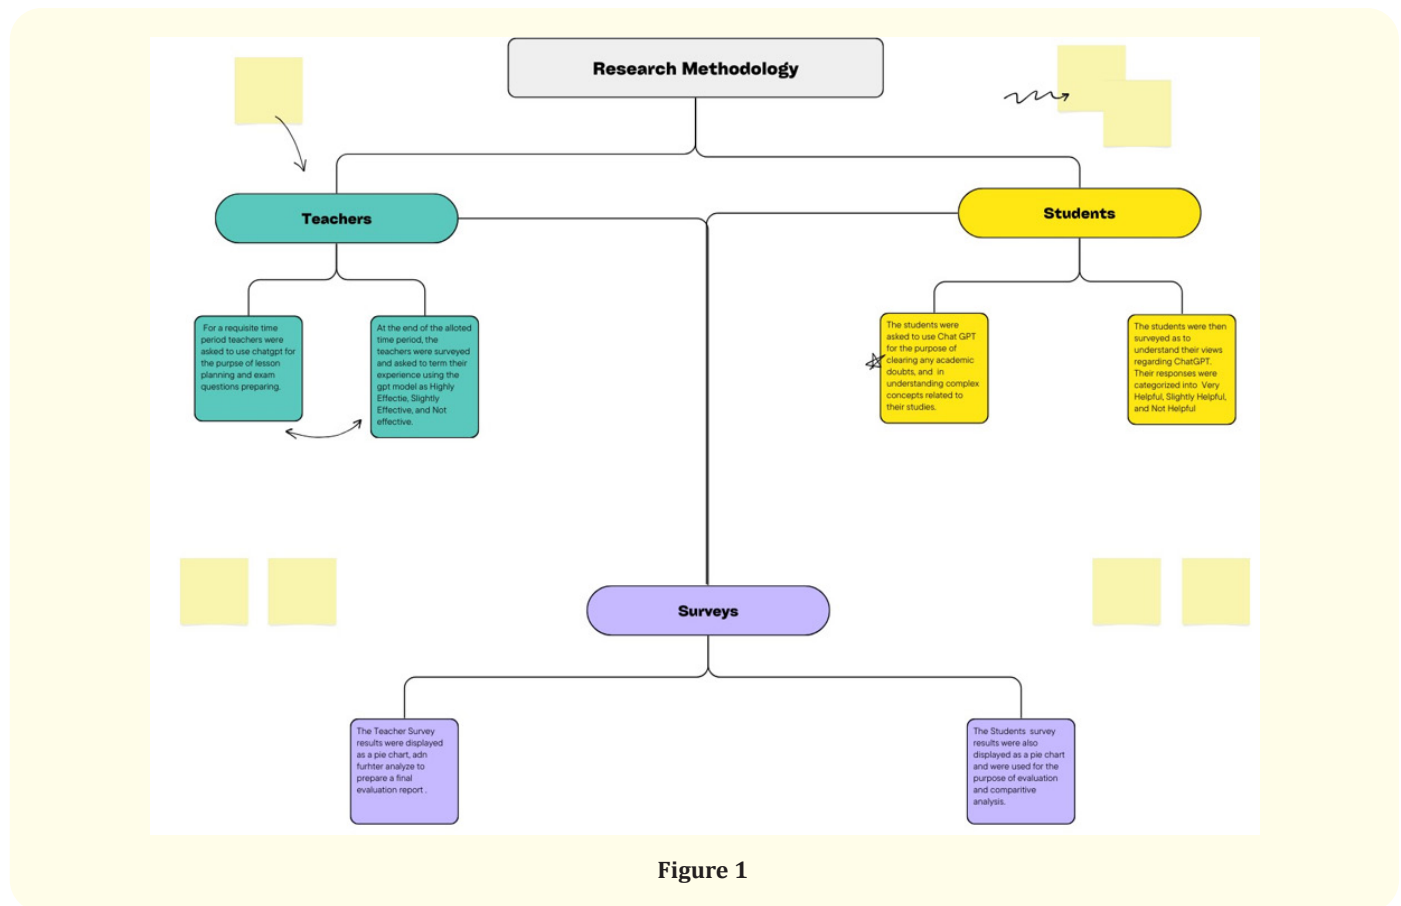 Research Methodology
Teachers
Students
For a requisite time
period teachers were
asked to use chatgpt for
the purpse of lesson
planning and exam
questions preparing.
At the end of the alloted
time period, the
teachers were surveyed
and asked to term their
experience using the
gpt model as Highly
Effectie, Slightly
Effective, and Not
effective.
The students were
asked to use Chat GPT
for the purpose of
clearing any academic
doubts, and in
understanding complex
concepts related to
their studies.
The students were then
surveyed as to
understand their views
regarding ChatGPT.
Their responses were
categorized into Very
Helpful, Slightly Helpful,
and Not Helpful
Surveys
The Teacher Survey
results were displayed
as a pie chart, adn
furhter analyze to
prepare a final
evaluation report .
The Students survey
results were also
displayed as a pie chart
and were used for the
purpose of evaluation
and comparitive
analysis.
Figure 1